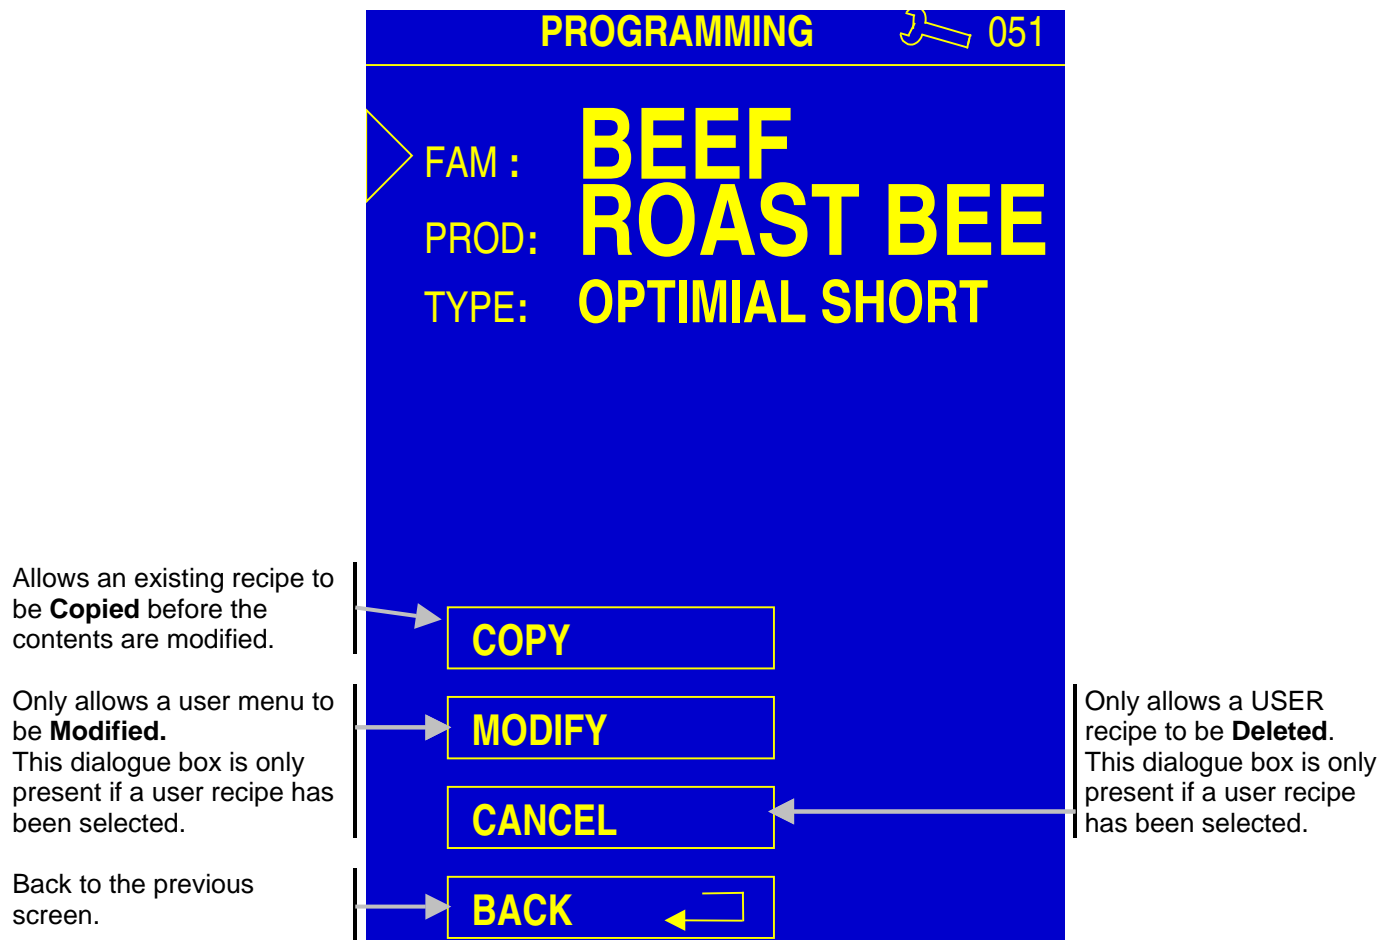 PROGRAMMING 051
FAM : BEEF
PROD: ROAST BEE
TYPE: OPTIMIAL SHORT
Allows an existing recipe to
be Copied before the
contents are modified.
COPY
Only allows a user menu to
be Modified.
This dialogue box is only
present if a user recipe has
been selected.
MODIFY
Only allows a USER
recipe to be Deleted.
This dialogue box is only
present if a user recipe
has been selected.
CANCEL
Back to the previous
screen.
BACK